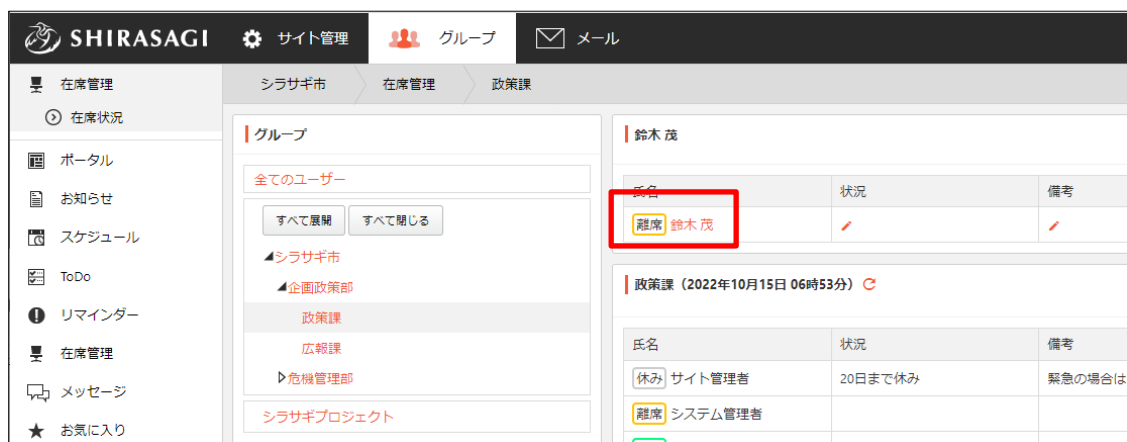 SHIRASAGI サイト管理 グループ メール
在席管理
在席状況
ポータル
お知らせ
スケジュール
ToDo
リマインダー
在席管理
メッセージ
お気に入り
シラサギ市 在席管理 政策課
グループ
全てのユーザー
すべて展開 すべて閉じる
シラサギ市
企画政策部
政策課
広報課
危機管理部
シラサギプロジェクト
鈴木 茂
氏名 状況 備考
離席 鈴木 茂
政策課（2022年10月15日 06時53分）
氏名 状況 備考
休み サイト管理者 20日まで休み 緊急の場合は
離席 システム管理者